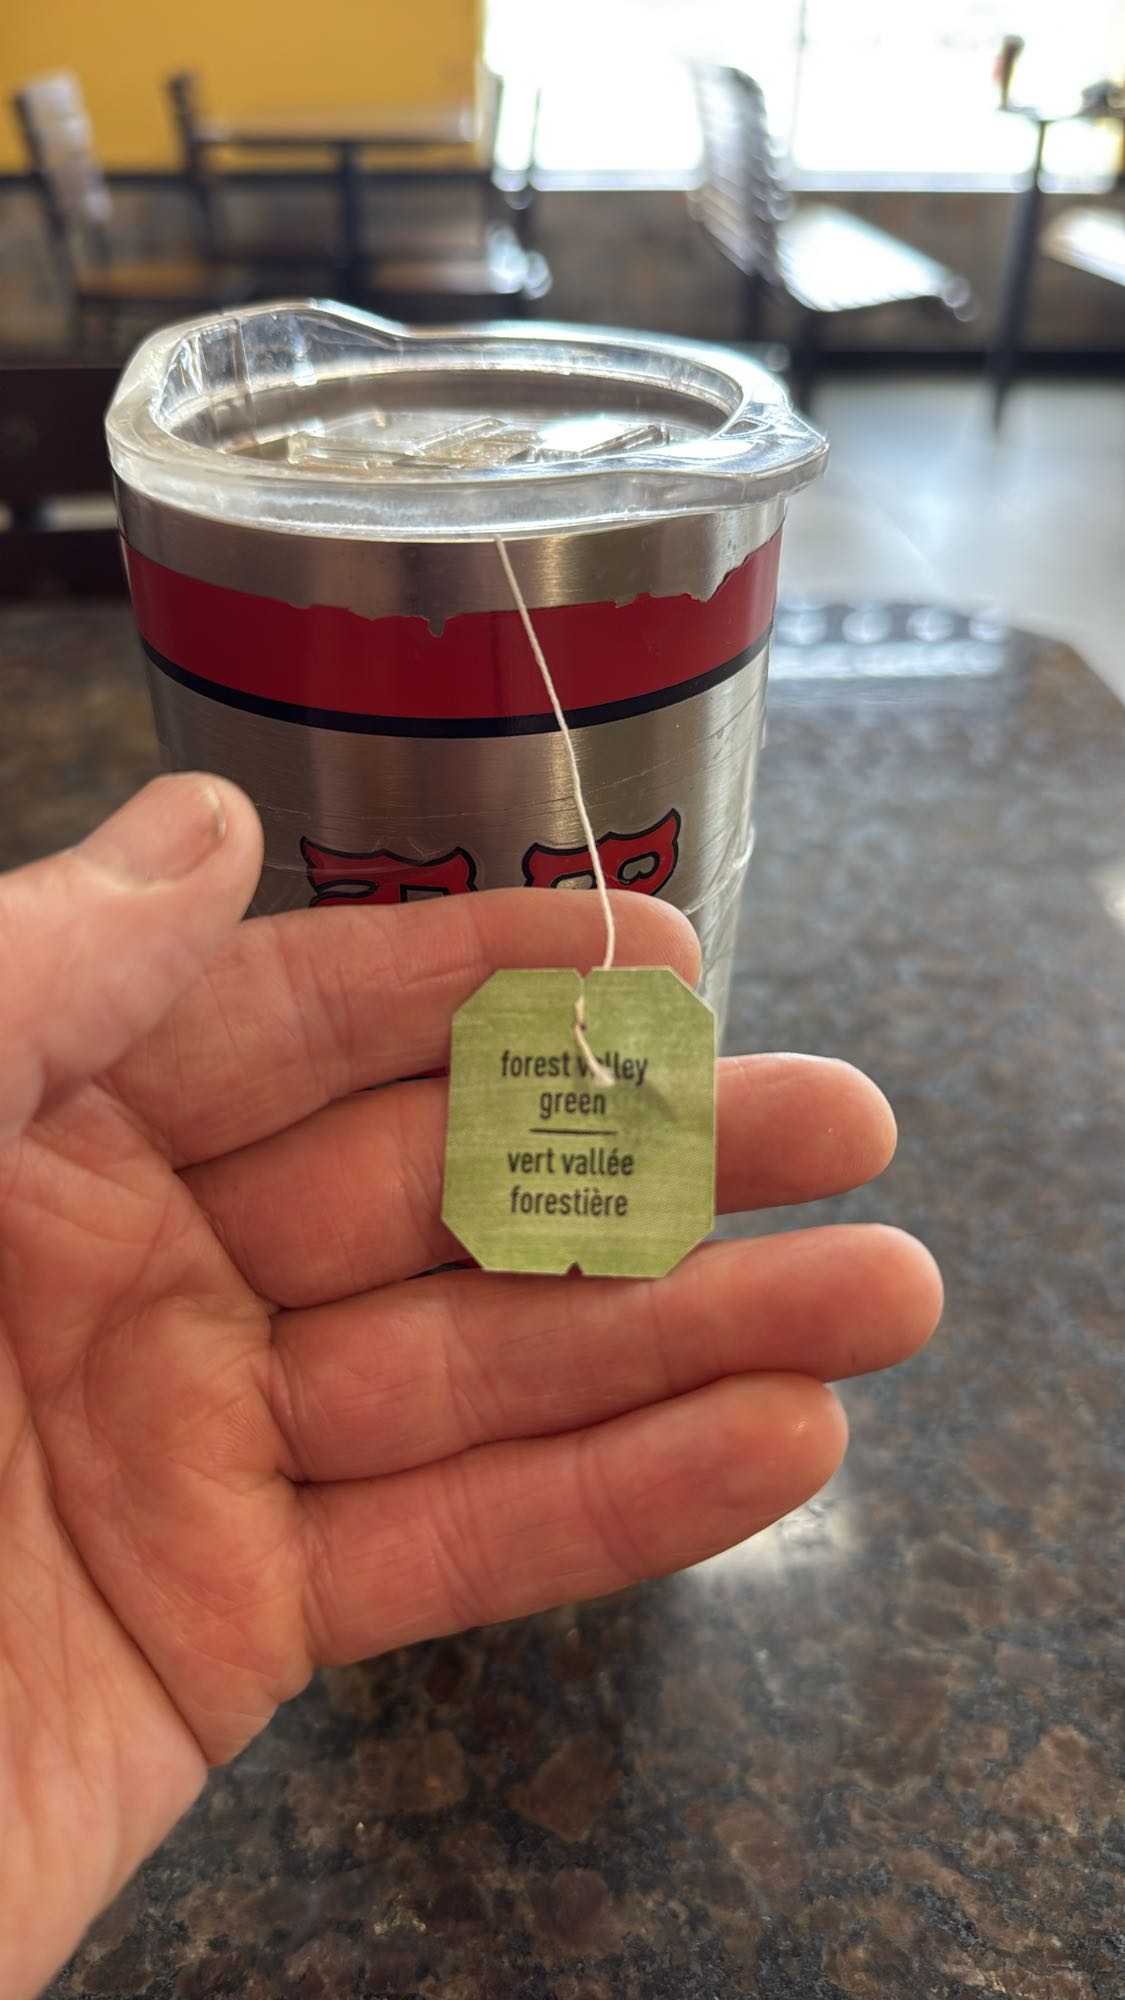 forest valley
green
vert vallée
forestière